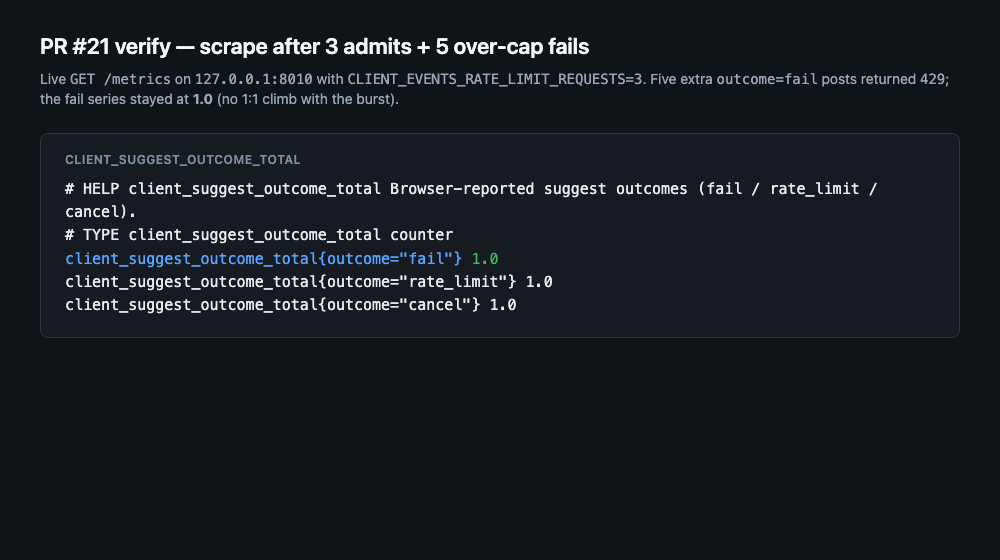 PR #21 verify — scrape after 3 admits + 5 over-cap fails
Live GET /metrics on 127.0.0.1:8010 with CLIENT_EVENTS_RATE_LIMIT_REQUESTS=3. Five extra outcome=fail posts returned 429;
the fail series stayed at 1.0 (no 1:1 climb with the burst).
CLIENT_SUGGEST_OUTCOME_TOTAL
# HELP client_suggest_outcome_total Browser-reported suggest outcomes (fail / rate_limit /
cancel).
# TYPE client_suggest_outcome_total counter
client_suggest_outcome_total{outcome="fail"} 1.0
client_suggest_outcome_total{outcome="rate_limit"} 1.0
client_suggest_outcome_total{outcome="cancel"} 1.0